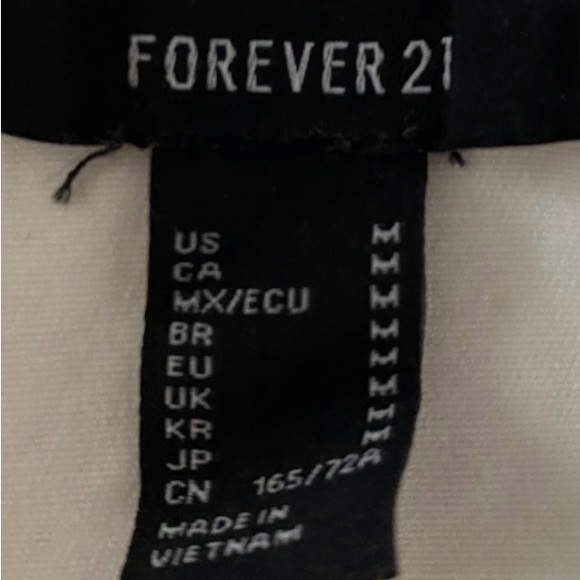 FOREVER 21
US M
CA M
MX/ECU M
BR M
EU M
UK M
KR M
JP M
CN 165/72A
MADE IN
VIETNAM